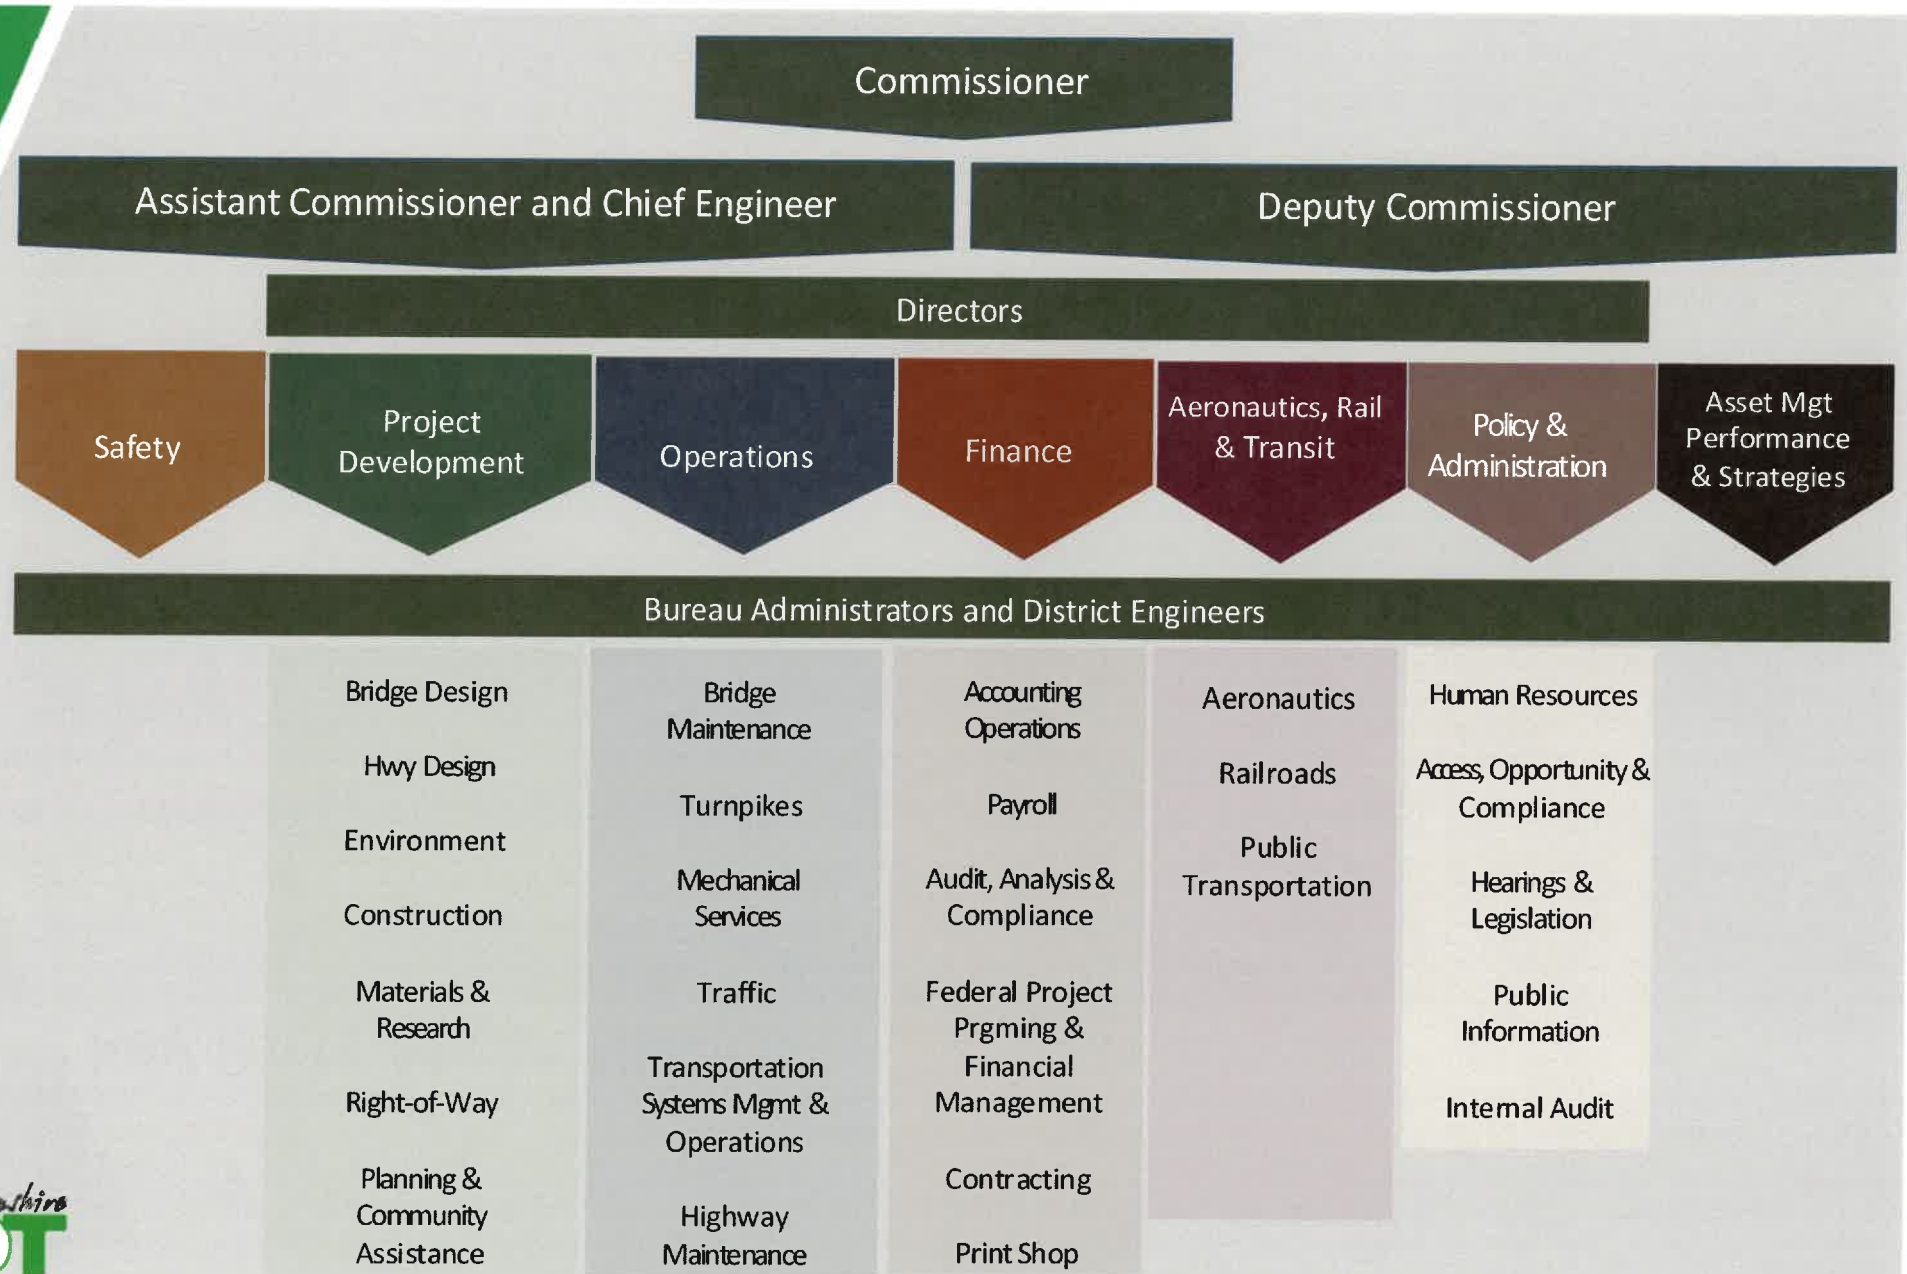 Commissioner
Assistant Commissioner and Chief Engineer
Deputy Commissioner
Directors
Safety
Project
Development
Operations
Finance
Aeronautics, Rail
& Transit
Policy &
Administration
Asset Mgt
Performance
& Strategies
Bureau Administrators and District Engineers
Bridge Design
Hwy Design
Environment
Construction
Materials &
Research
Right-of-Way
Planning &
Community
Assistance
Bridge
Maintenance
Turnpikes
Mechanical
Services
Traffic
Transportation
Systems Mgmt &
Operations
Highway
Maintenance
Accounting
Operations
Payroll
Audit, Analysis &
Compliance
Federal Project
Prgming &
Financial
Management
Contracting
Print Shop
Aeronautics
Railroads
Public
Transportation
Human Resources
Access, Opportunity &
Compliance
Hearings &
Legislation
Public
Information
Internal Audit
T